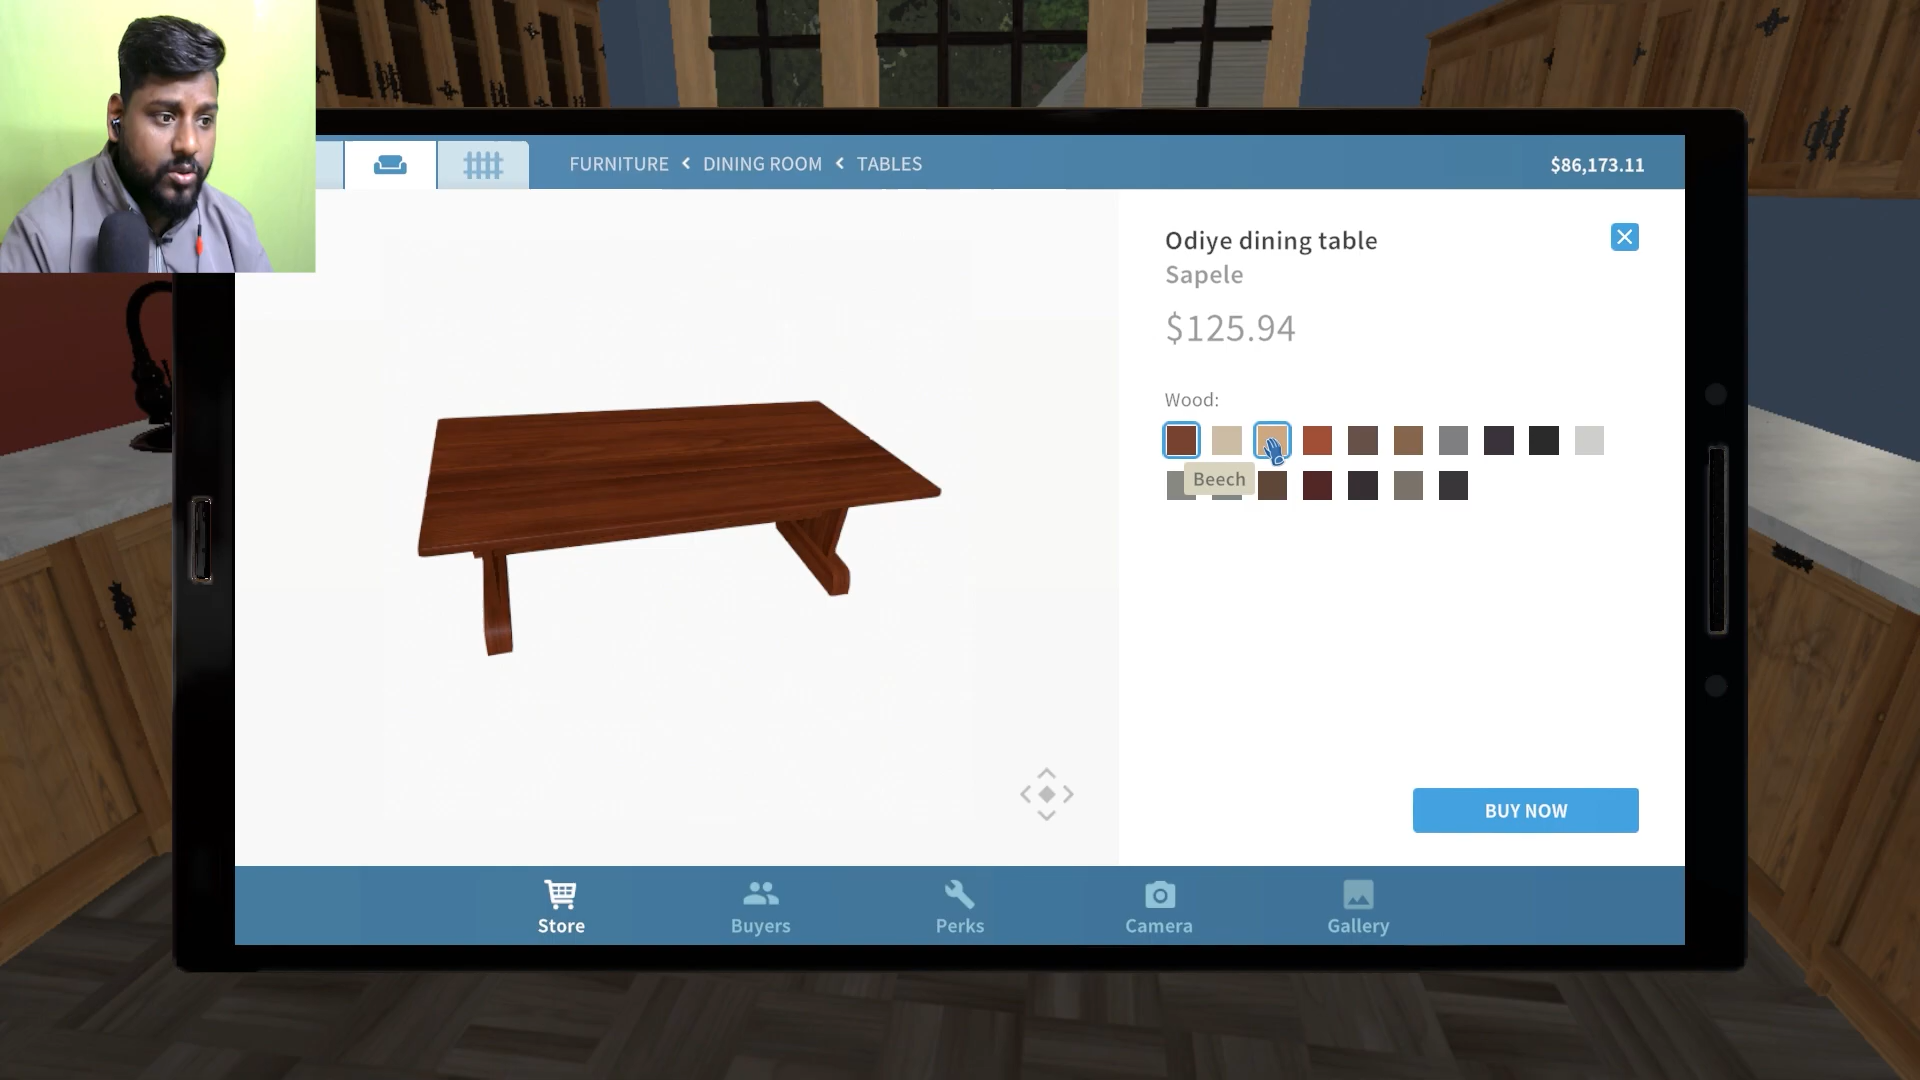 FURNITURE < DINING ROOM < TABLES
$86,173.11
Odiye dining table
Sapele
$125.94
Wood:
Beech
BUY NOW
Store
Buyers
Perks
Camera
Gallery